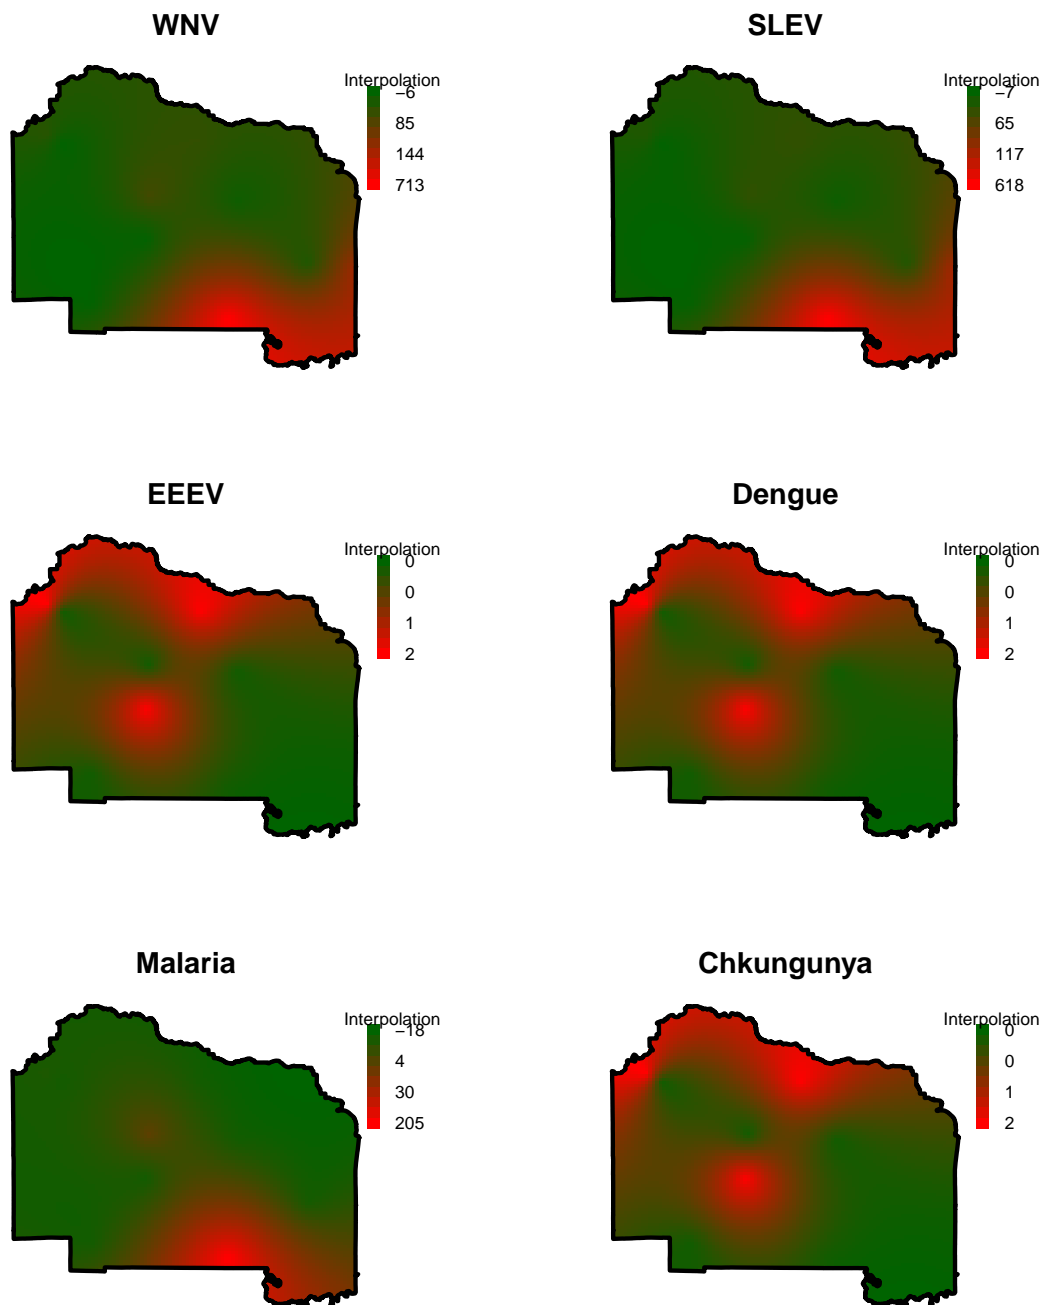 WNV
Interpolation
−6
85
144
713
SLEV
Interpolation
−7
65
117
618
EEEV
Interpolation
0
0
1
2
Dengue
Interpolation
0
0
1
2
Malaria
Interpolation
−18
4
30
205
Chkungunya
Interpolation
0
0
1
2